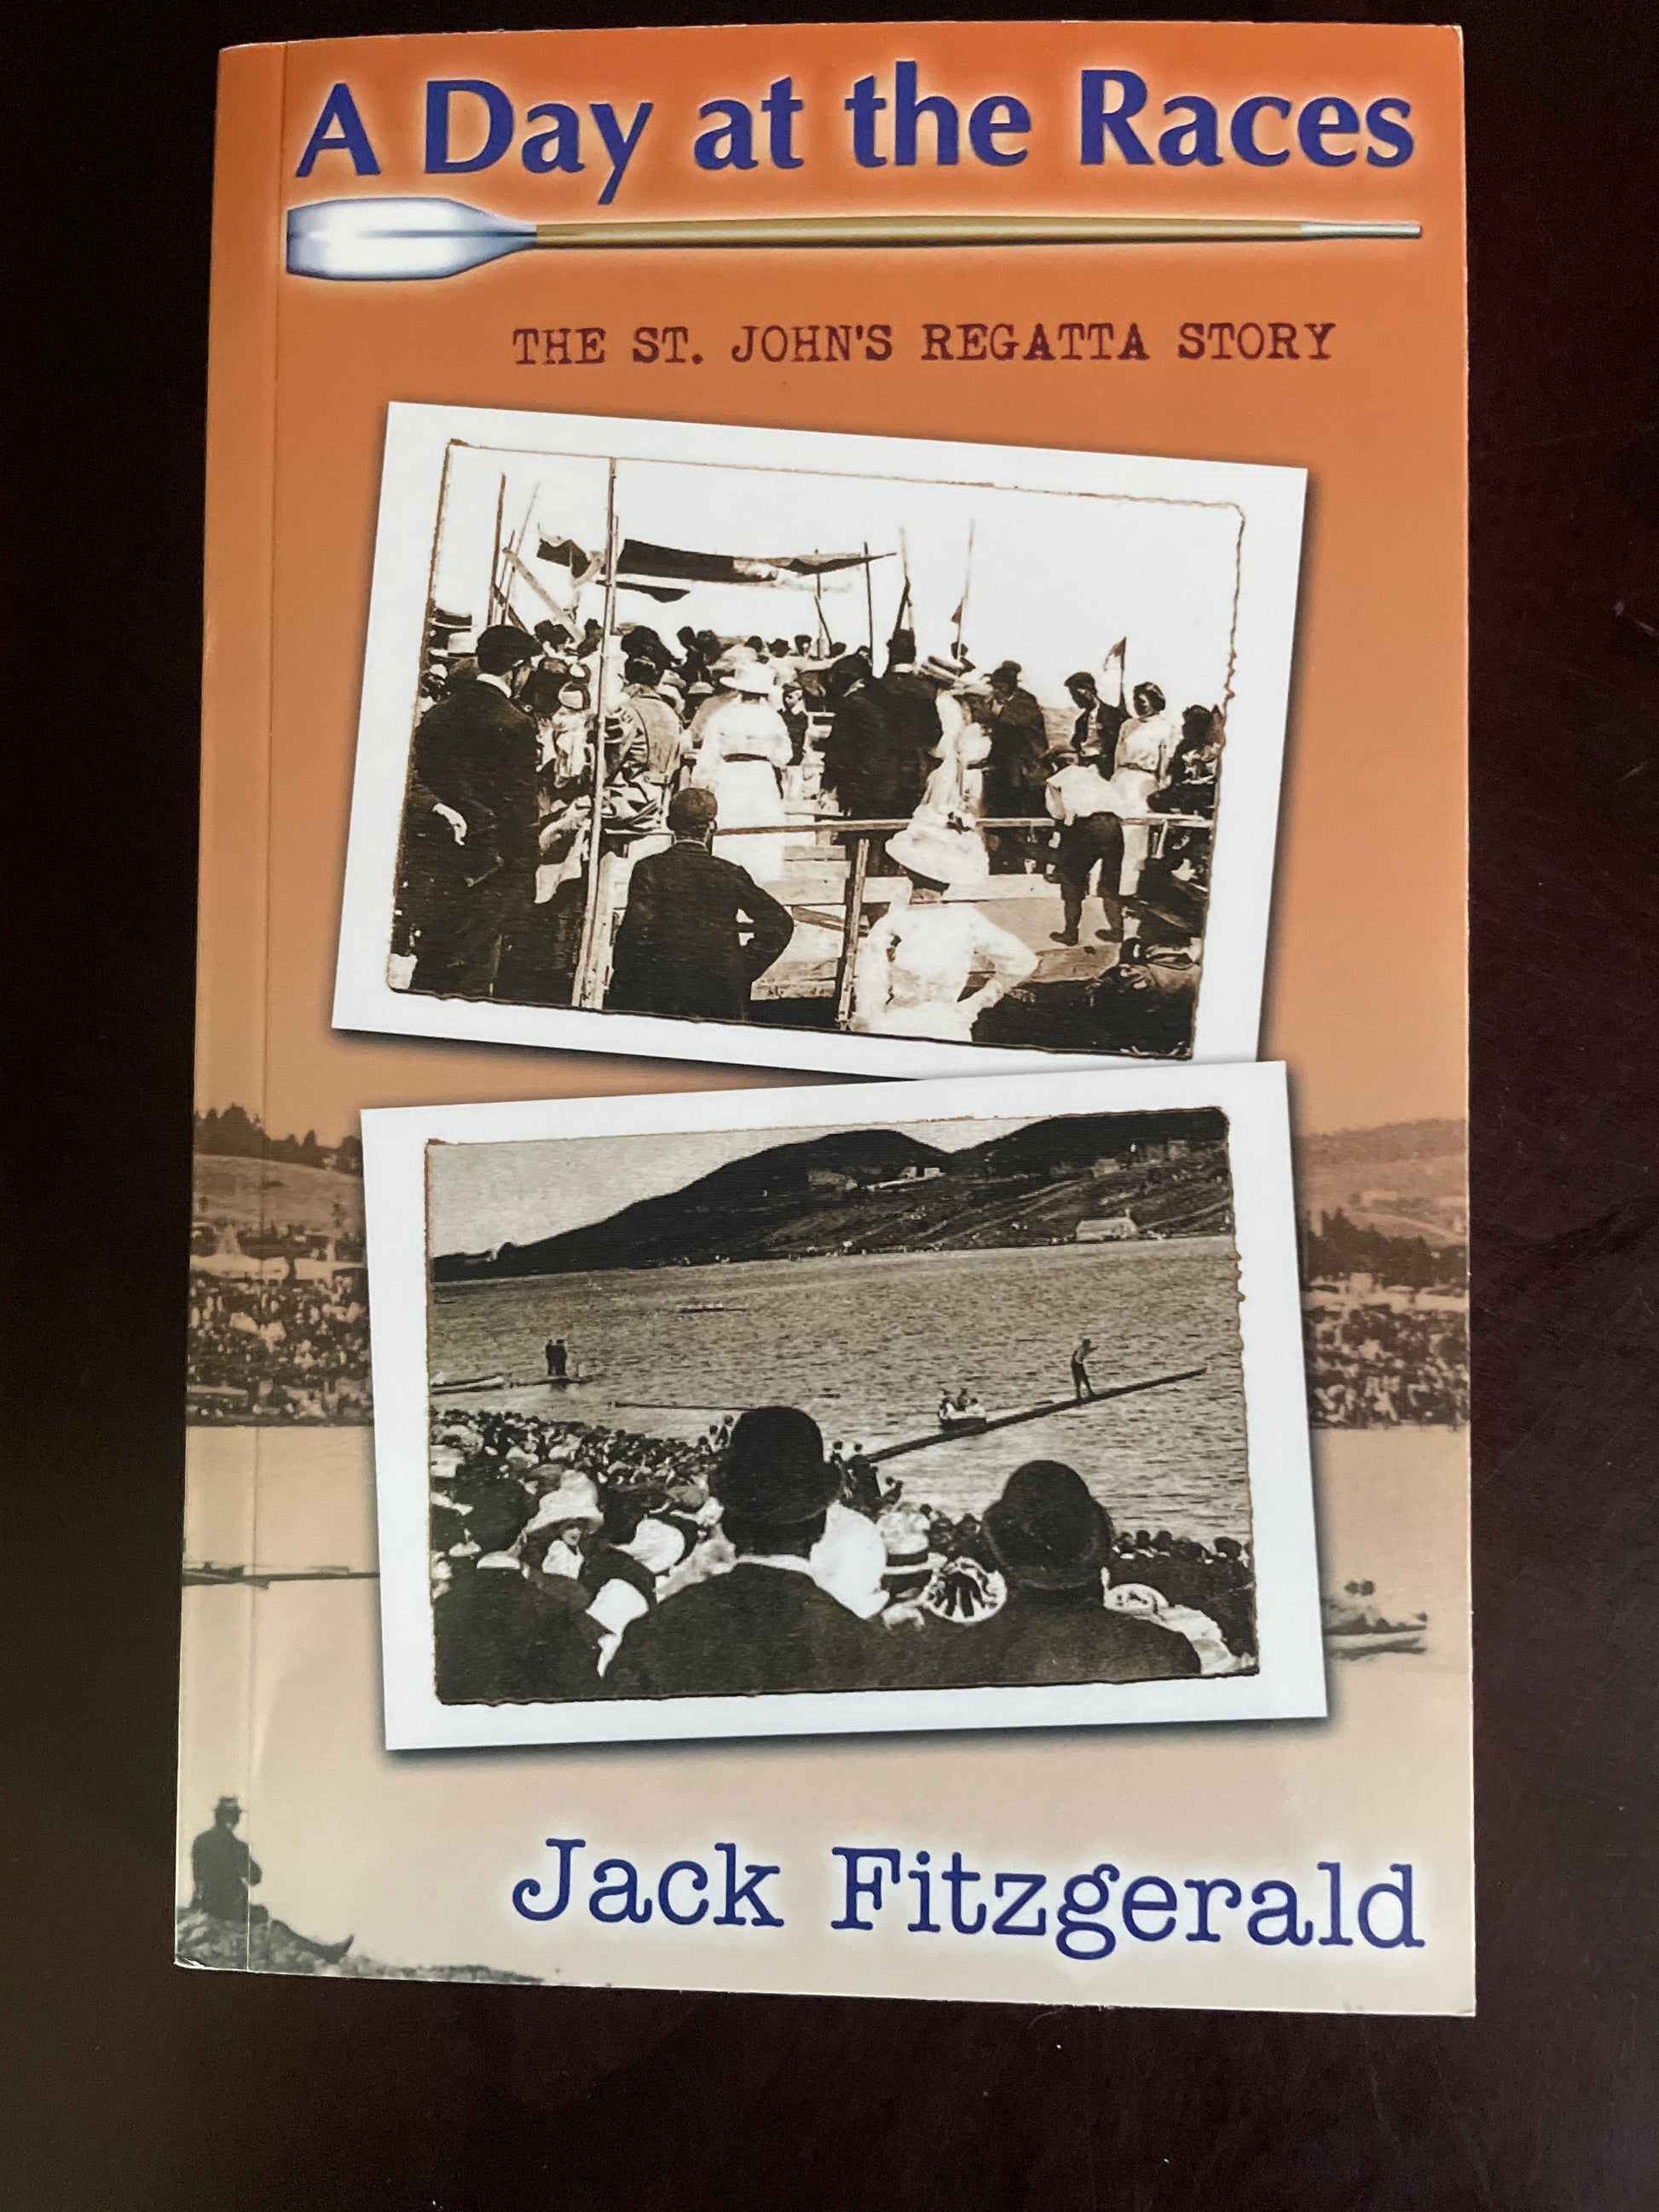 A Day at the Races
THE ST. JOHN'S REGATTA STORY
Jack Fitzgerald